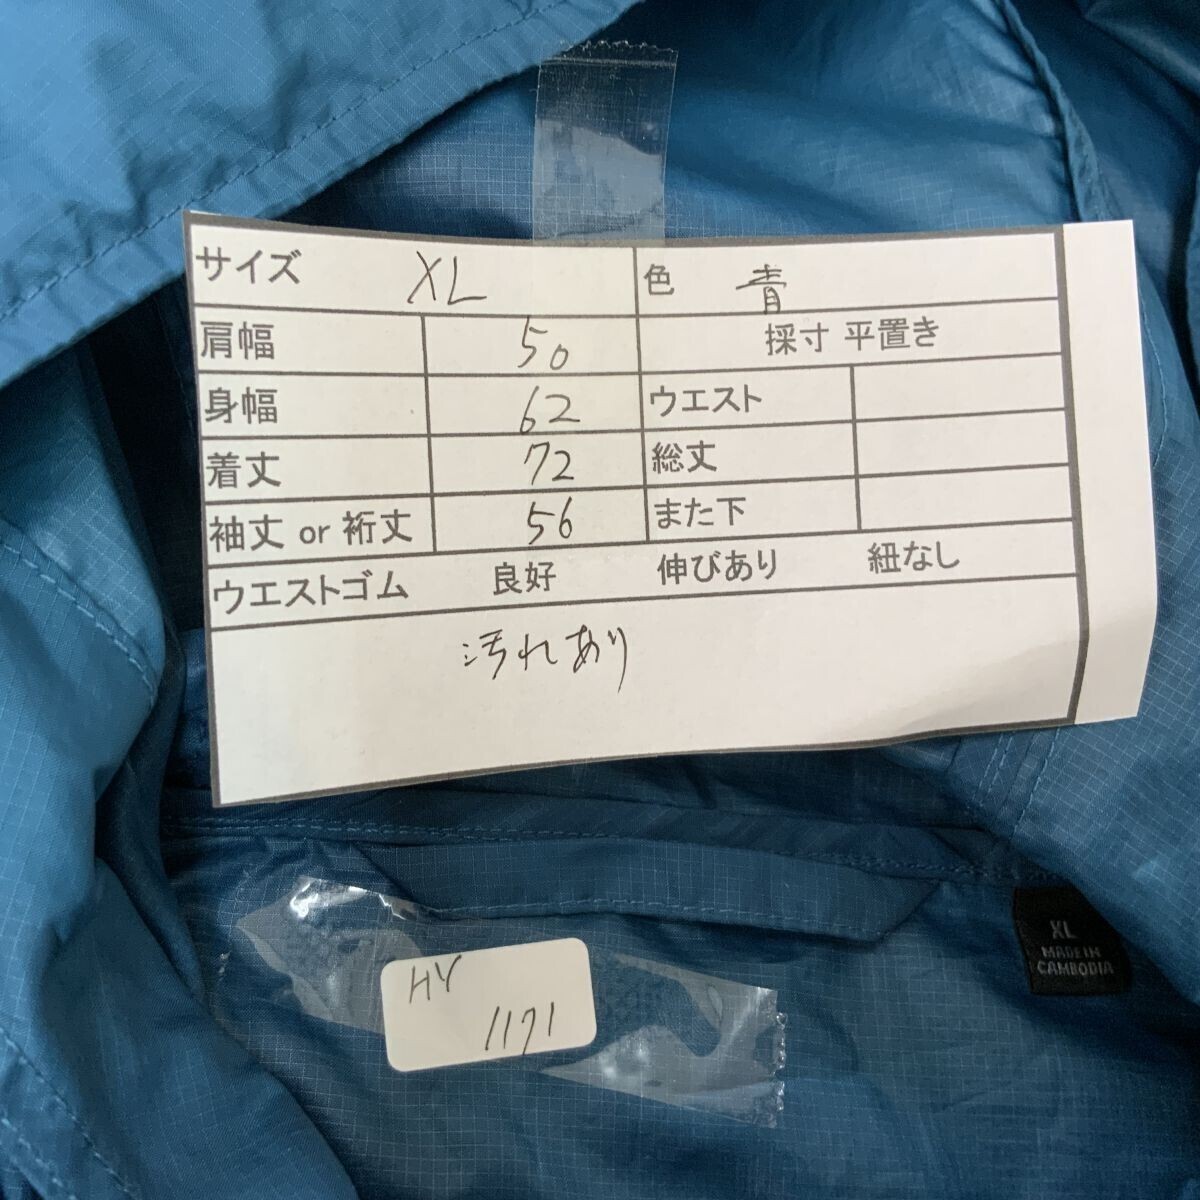 サイズ XL 色 青
肩幅 50 採寸 平置き
身幅 62 ウエスト
着丈 72 総丈
袖丈 or 裄丈 56 また下
ウエストゴム 良好 伸びあり 紐なし
汚れあり
XL
MADE IN
CAMBODIA
HY
1171